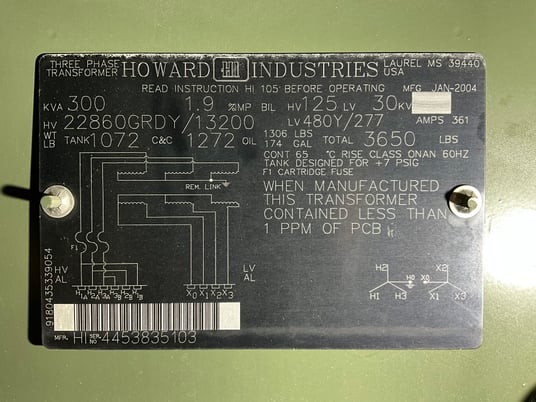 THREE PHASE TRANSFORMER HOWARD HI INDUSTRIES LAUREL MS 39440 USA
READ INSTRUCTION HI 105 BEFORE OPERATING MFG JAN-2004
KVA 300 1.9 %IMP BIL HV 125 LV 30 KV
HV 22860GRDY/13200 LV 480Y/277 AMPS 361
WT LB TANK 1072 C&C 1272 OIL 1306 LBS 174 GAL TOTAL 3650 LBS
CONT 65 °C RISE CLASS ONAN 60HZ
TANK DESIGNED FOR +7 PSIG
F1 CARTRIDGE FUSE
REM. LINK
WHEN MANUFACTURED
THIS TRANSFORMER
CONTAINED LESS THAN
1 PPM OF PCB
F1
HV AL
H1A H2A H3A H3B H2B H1B
LV AL
X0 X1 X2 X3
H2 H0 X0 X2
H1 H3 X1 X3
9180435339054
MFR. HI SER. NO 4453835103